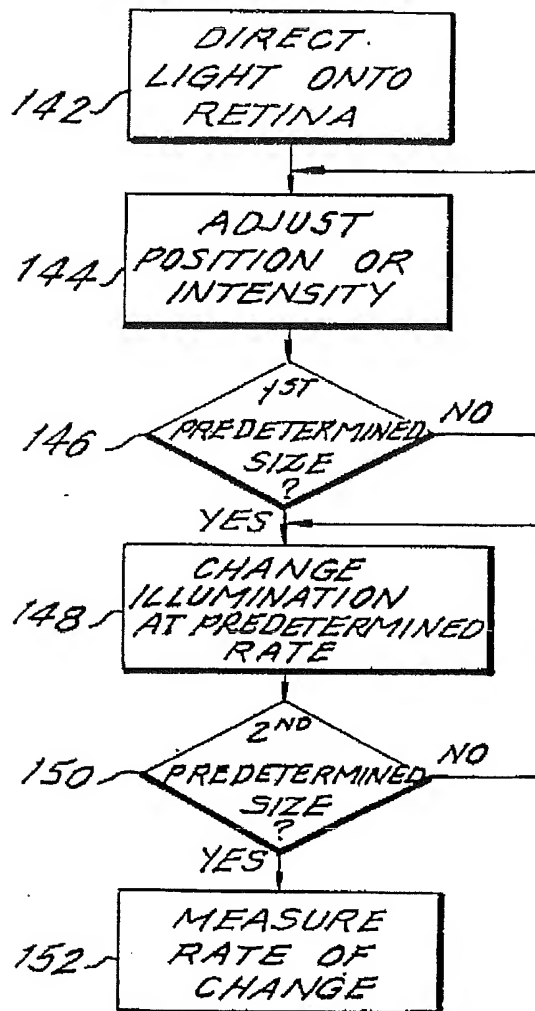 DIRECT
LIGHT ONTO
RETINA
142
ADJUST
POSITION OR
INTENSITY
144
1ST
PREDETERMINED
SIZE
?
146
NO
YES
CHANGE
ILLUMINATION
AT PREDETERMINED
RATE
148
2ND
PREDETERMINED
SIZE
?
150
NO
YES
MEASURE
RATE OF
CHANGE
152